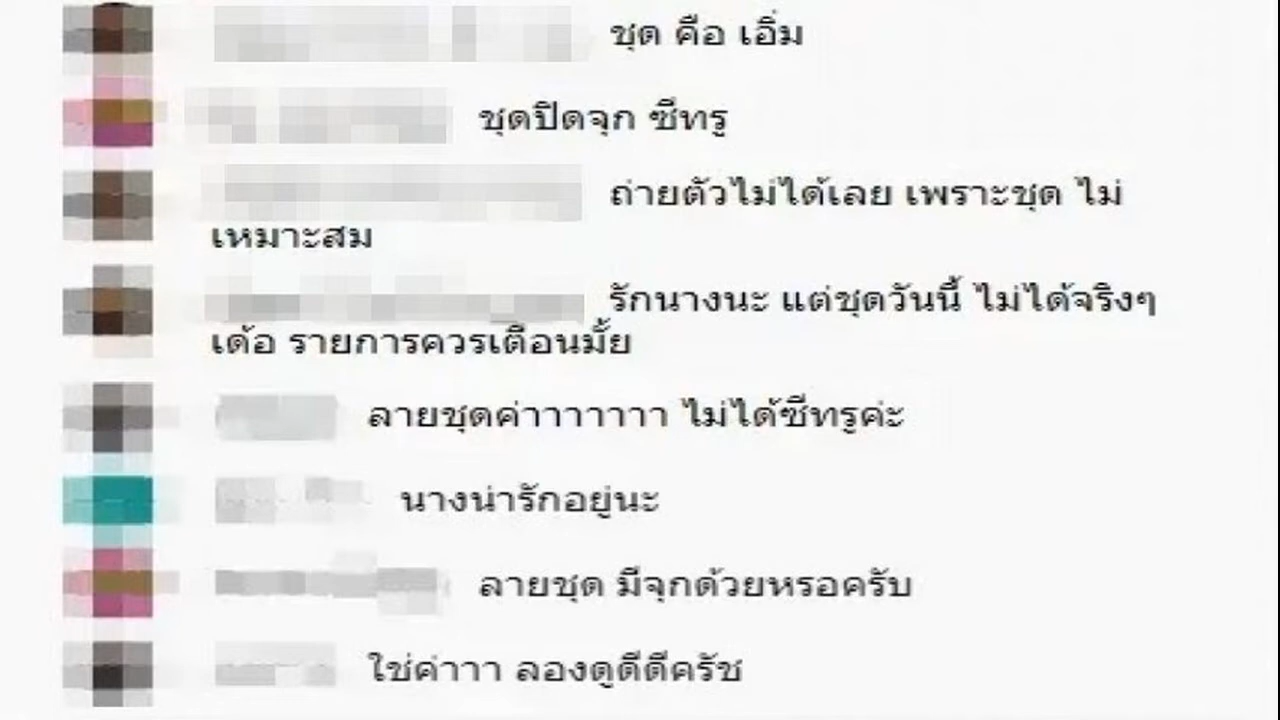 ชุด คือ เอิ่ม
ชุดปิดจุก ซีทรู
ถ่ายตัวไม่ได้เลย เพราะชุด ไม่
เหมาะสม
รักนางนะ แต่ชุดวันนี้ ไม่ได้จริงๆ
เด้อ รายการควรเตือนมั้ย
ลายชุดค่าาาาาาา ไม่ได้ซีทรูค่ะ
นางน่ารักอยู่นะ
ลายชุด มีจุกด้วยหรอครับ
ใช่ค่าาา ลองดูดีดีครัช